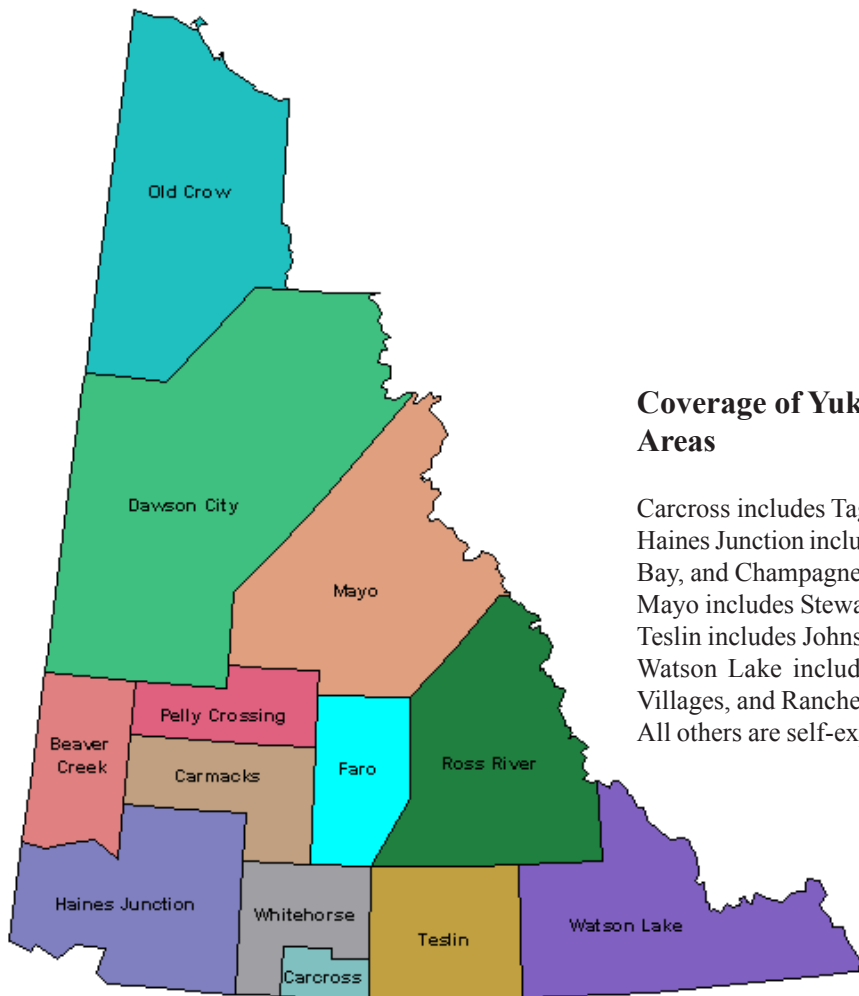 Old Crow
Coverage of Yuk
Areas
Dawson City
Carcross includes Tag
Haines Junction inclu
Bay, and Champagne
Mayo includes Stewa
Teslin includes Johns
Watson Lake includ
Villages, and Ranche
All others are self-ex
Mayo
Pelly Crossing
Beaver
Creek
Carmacks
Faro
Ross River
Haines Junction
Whitehorse
Teslin
Watson Lake
Carcross